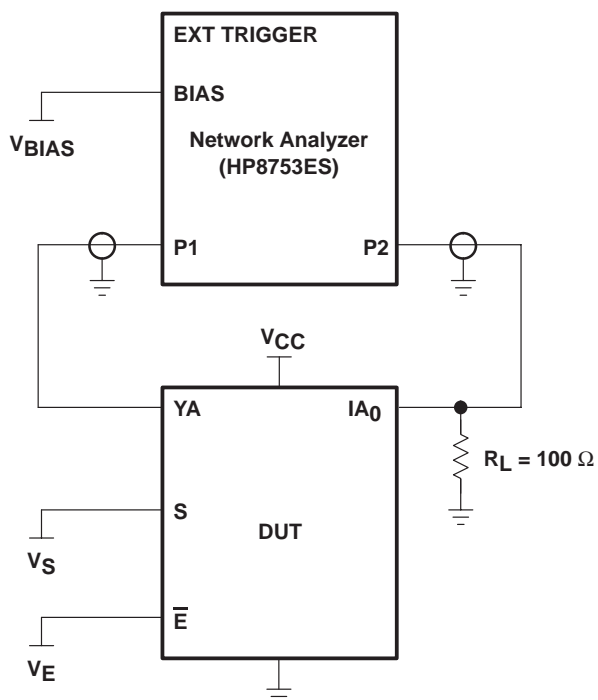 EXT TRIGGER
BIAS
VBIAS
Network Analyzer
(HP8753ES)
P1
P2
VCC
YA
IA0
RL = 100 Ω
S
DUT
VS
E̅
VE